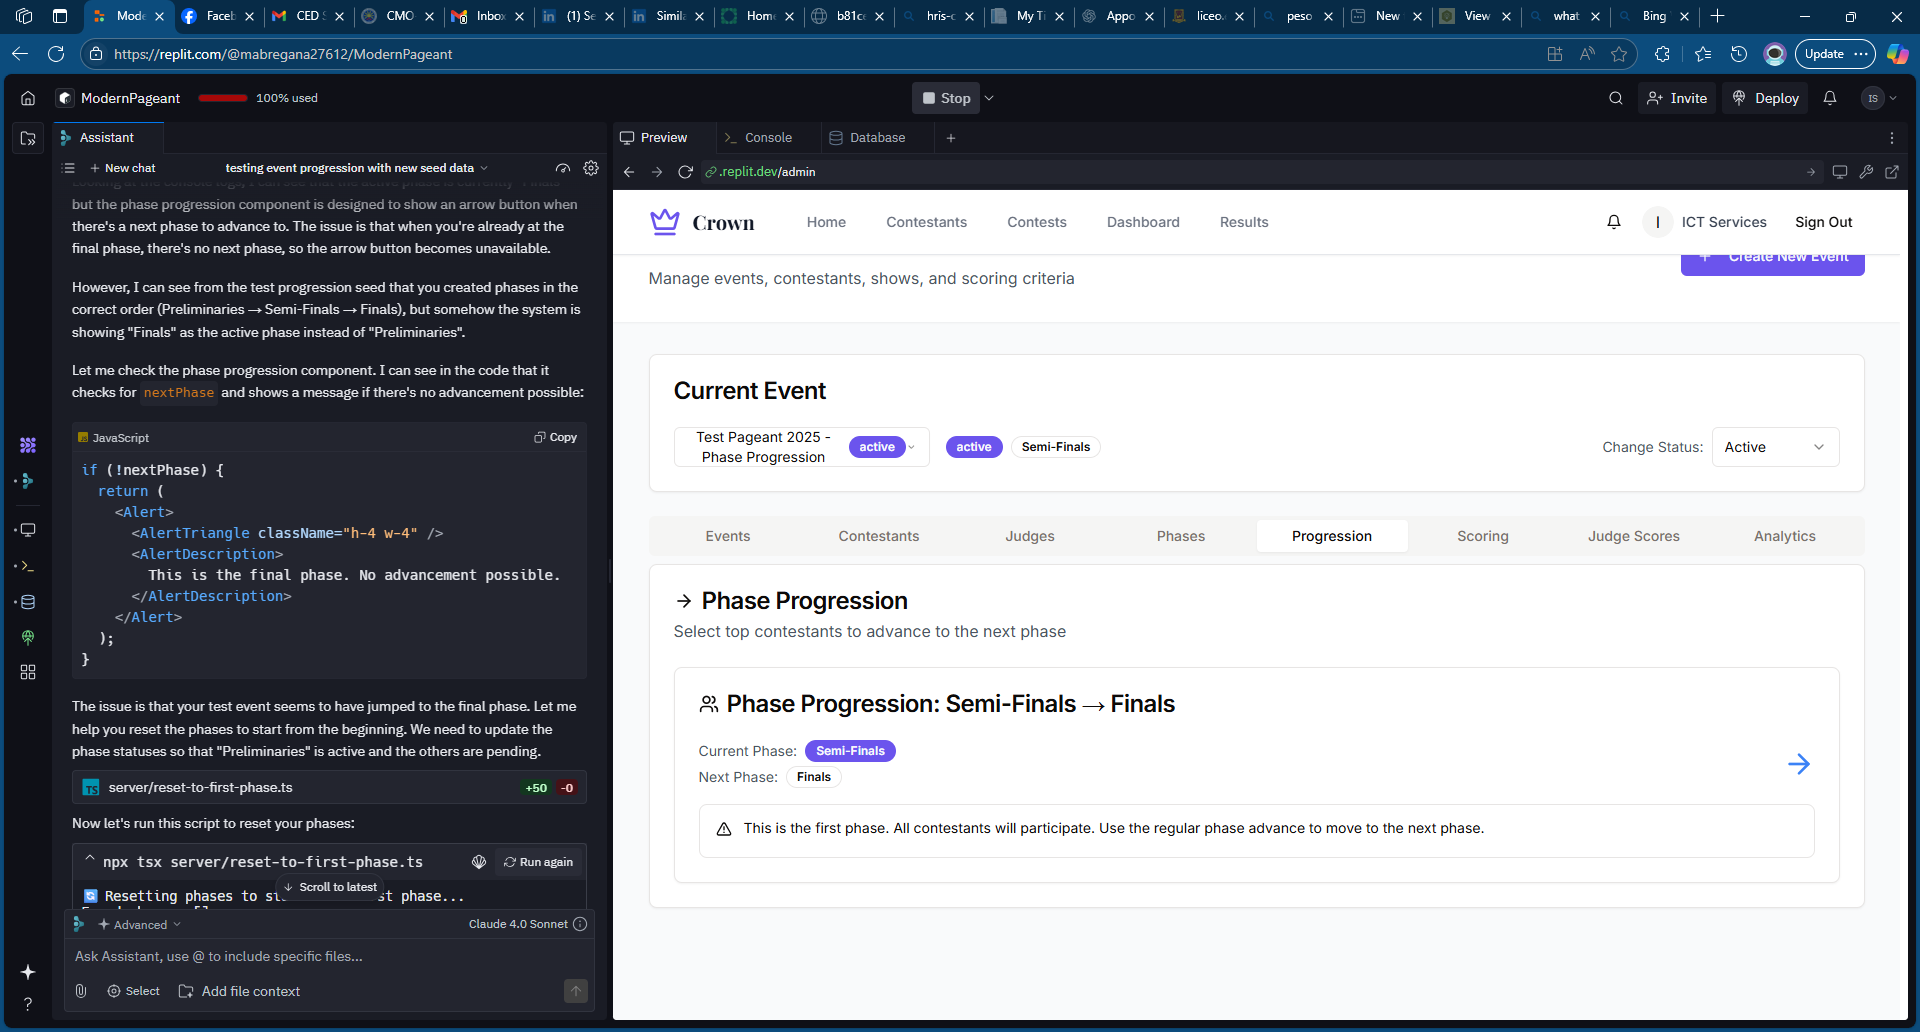 Mode
Faceb
CED S
CMO
Inbox
(1) Se
Simila
Home
b81ce
hris-c
My Ti
Appo
liceo.
peso
New
View
what
Bing
https://replit.com/@mabregana27612/ModernPageant
Update
ModernPageant
100% used
Stop
Invite
Deploy
IS
Assistant
New chat
testing event progression with new seed data
but the phase progression component is designed to show an arrow button when
there's a next phase to advance to. The issue is that when you're already at the
final phase, there's no next phase, so the arrow button becomes unavailable.
However, I can see from the test progression seed that you created phases in the
correct order (Preliminaries → Semi-Finals → Finals), but somehow the system is
showing "Finals" as the active phase instead of "Preliminaries".
Let me check the phase progression component. I can see in the code that it
checks for nextPhase and shows a message if there's no advancement possible:
JavaScript
Copy
if (!nextPhase) {
return (
<Alert>
<AlertTriangle className="h-4 w-4" />
<AlertDescription>
This is the final phase. No advancement possible.
</AlertDescription>
</Alert>
);
}
The issue is that your test event seems to have jumped to the final phase. Let me
help you reset the phases to start from the beginning. We need to update the
phase statuses so that "Preliminaries" is active and the others are pending.
TS
server/reset-to-first-phase.ts
+50 -0
Now let's run this script to reset your phases:
npx tsx server/reset-to-first-phase.ts
Run again
Resetting phases to st
st phase...
Scroll to latest
Advanced
Claude 4.0 Sonnet
Ask Assistant, use @ to include specific files...
Select
Add file context
Preview
Console
Database
.replit.dev/admin
Crown
Home
Contestants
Contests
Dashboard
Results
I
ICT Services
Sign Out
Manage events, contestants, shows, and scoring criteria
Create New Event
Current Event
Test Pageant 2025 -
Phase Progression
active
active
Semi-Finals
Change Status:
Active
Events
Contestants
Judges
Phases
Progression
Scoring
Judge Scores
Analytics
Phase Progression
Select top contestants to advance to the next phase
Phase Progression: Semi-Finals → Finals
Current Phase: Semi-Finals
Next Phase: Finals
This is the first phase. All contestants will participate. Use the regular phase advance to move to the next phase.